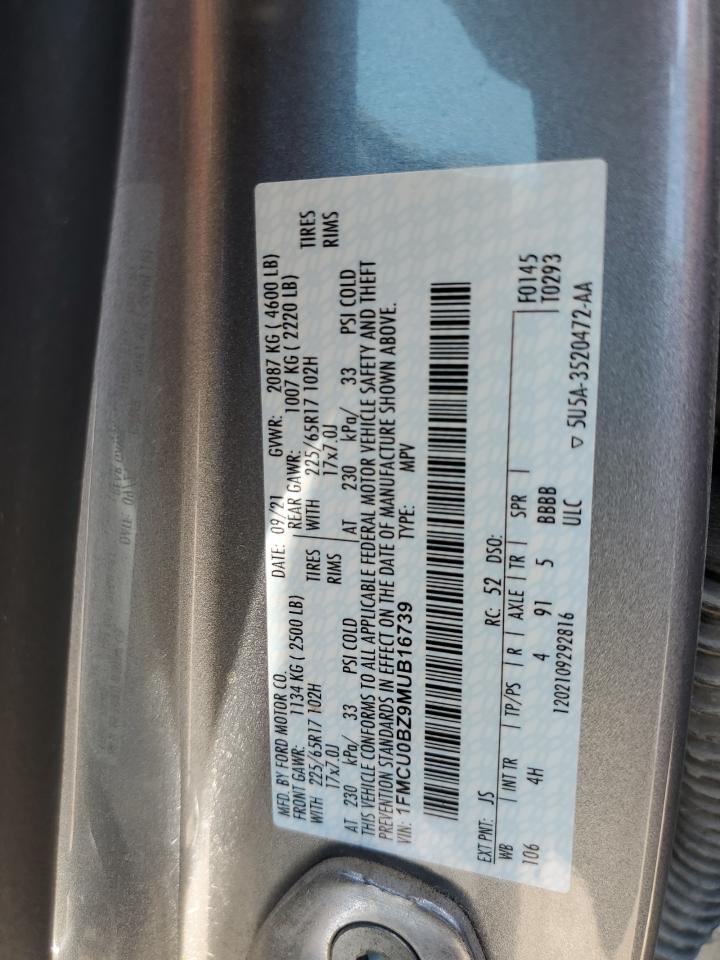 MFD. BY FORD MOTOR CO.
DATE: 09/21 GVWR: 2087 KG ( 4600 LB)
FRONT GAWR: 1134 KG ( 2500 LB) REAR GAWR: 1007 KG ( 2220 LB)
WITH 225/65R17 102H TIRES WITH 225/65R17 102H TIRES
17x7.0J RIMS 17x7.0J RIMS
AT 230 kPa/ 33 PSI COLD AT 230 kPa/ 33 PSI COLD
THIS VEHICLE CONFORMS TO ALL APPLICABLE FEDERAL MOTOR VEHICLE SAFETY AND THEFT
PREVENTION STANDARDS IN EFFECT ON THE DATE OF MANUFACTURE SHOWN ABOVE.
VIN: 1FMCU0BZ9MUB16739 TYPE: MPV
EXT PNT: JS RC: 52 DSO:
WB INT TR TP/PS R AXLE TR SPR F0145
106 4H 4 91 5 BBBB T0293
ULC
1202109292816 ▽ 5U5A-3520472-AA